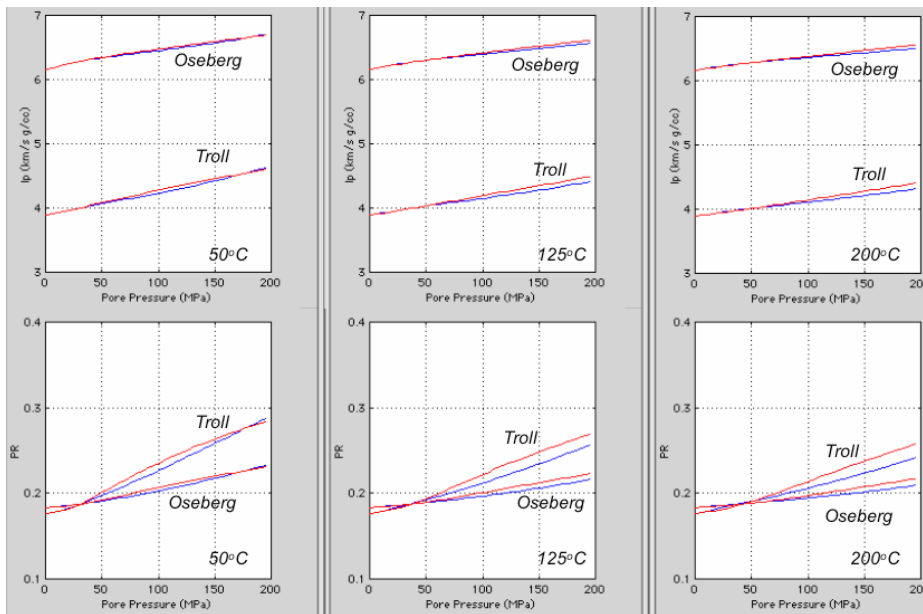 7
6
5
4
3
Ip (km/s g/cc)
Oseberg
Troll
50°C
0 50 100 150 200
Pore Pressure (MPa)
7
6
5
4
3
Ip (km/s g/cc)
Oseberg
Troll
125°C
0 50 100 150 200
Pore Pressure (MPa)
7
6
5
4
3
Ip (km/s g/cc)
Oseberg
Troll
200°C
0 50 100 150 200
Pore Pressure (MPa)
0.4
0.3
0.2
0.1
PR
Troll
Oseberg
50°C
0 50 100 150 200
Pore Pressure (MPa)
0.4
0.3
0.2
0.1
PR
Troll
Oseberg
125°C
0 50 100 150 200
Pore Pressure (MPa)
0.4
0.3
0.2
0.1
PR
Troll
Oseberg
200°C
0 50 100 150 200
Pore Pressure (MPa)